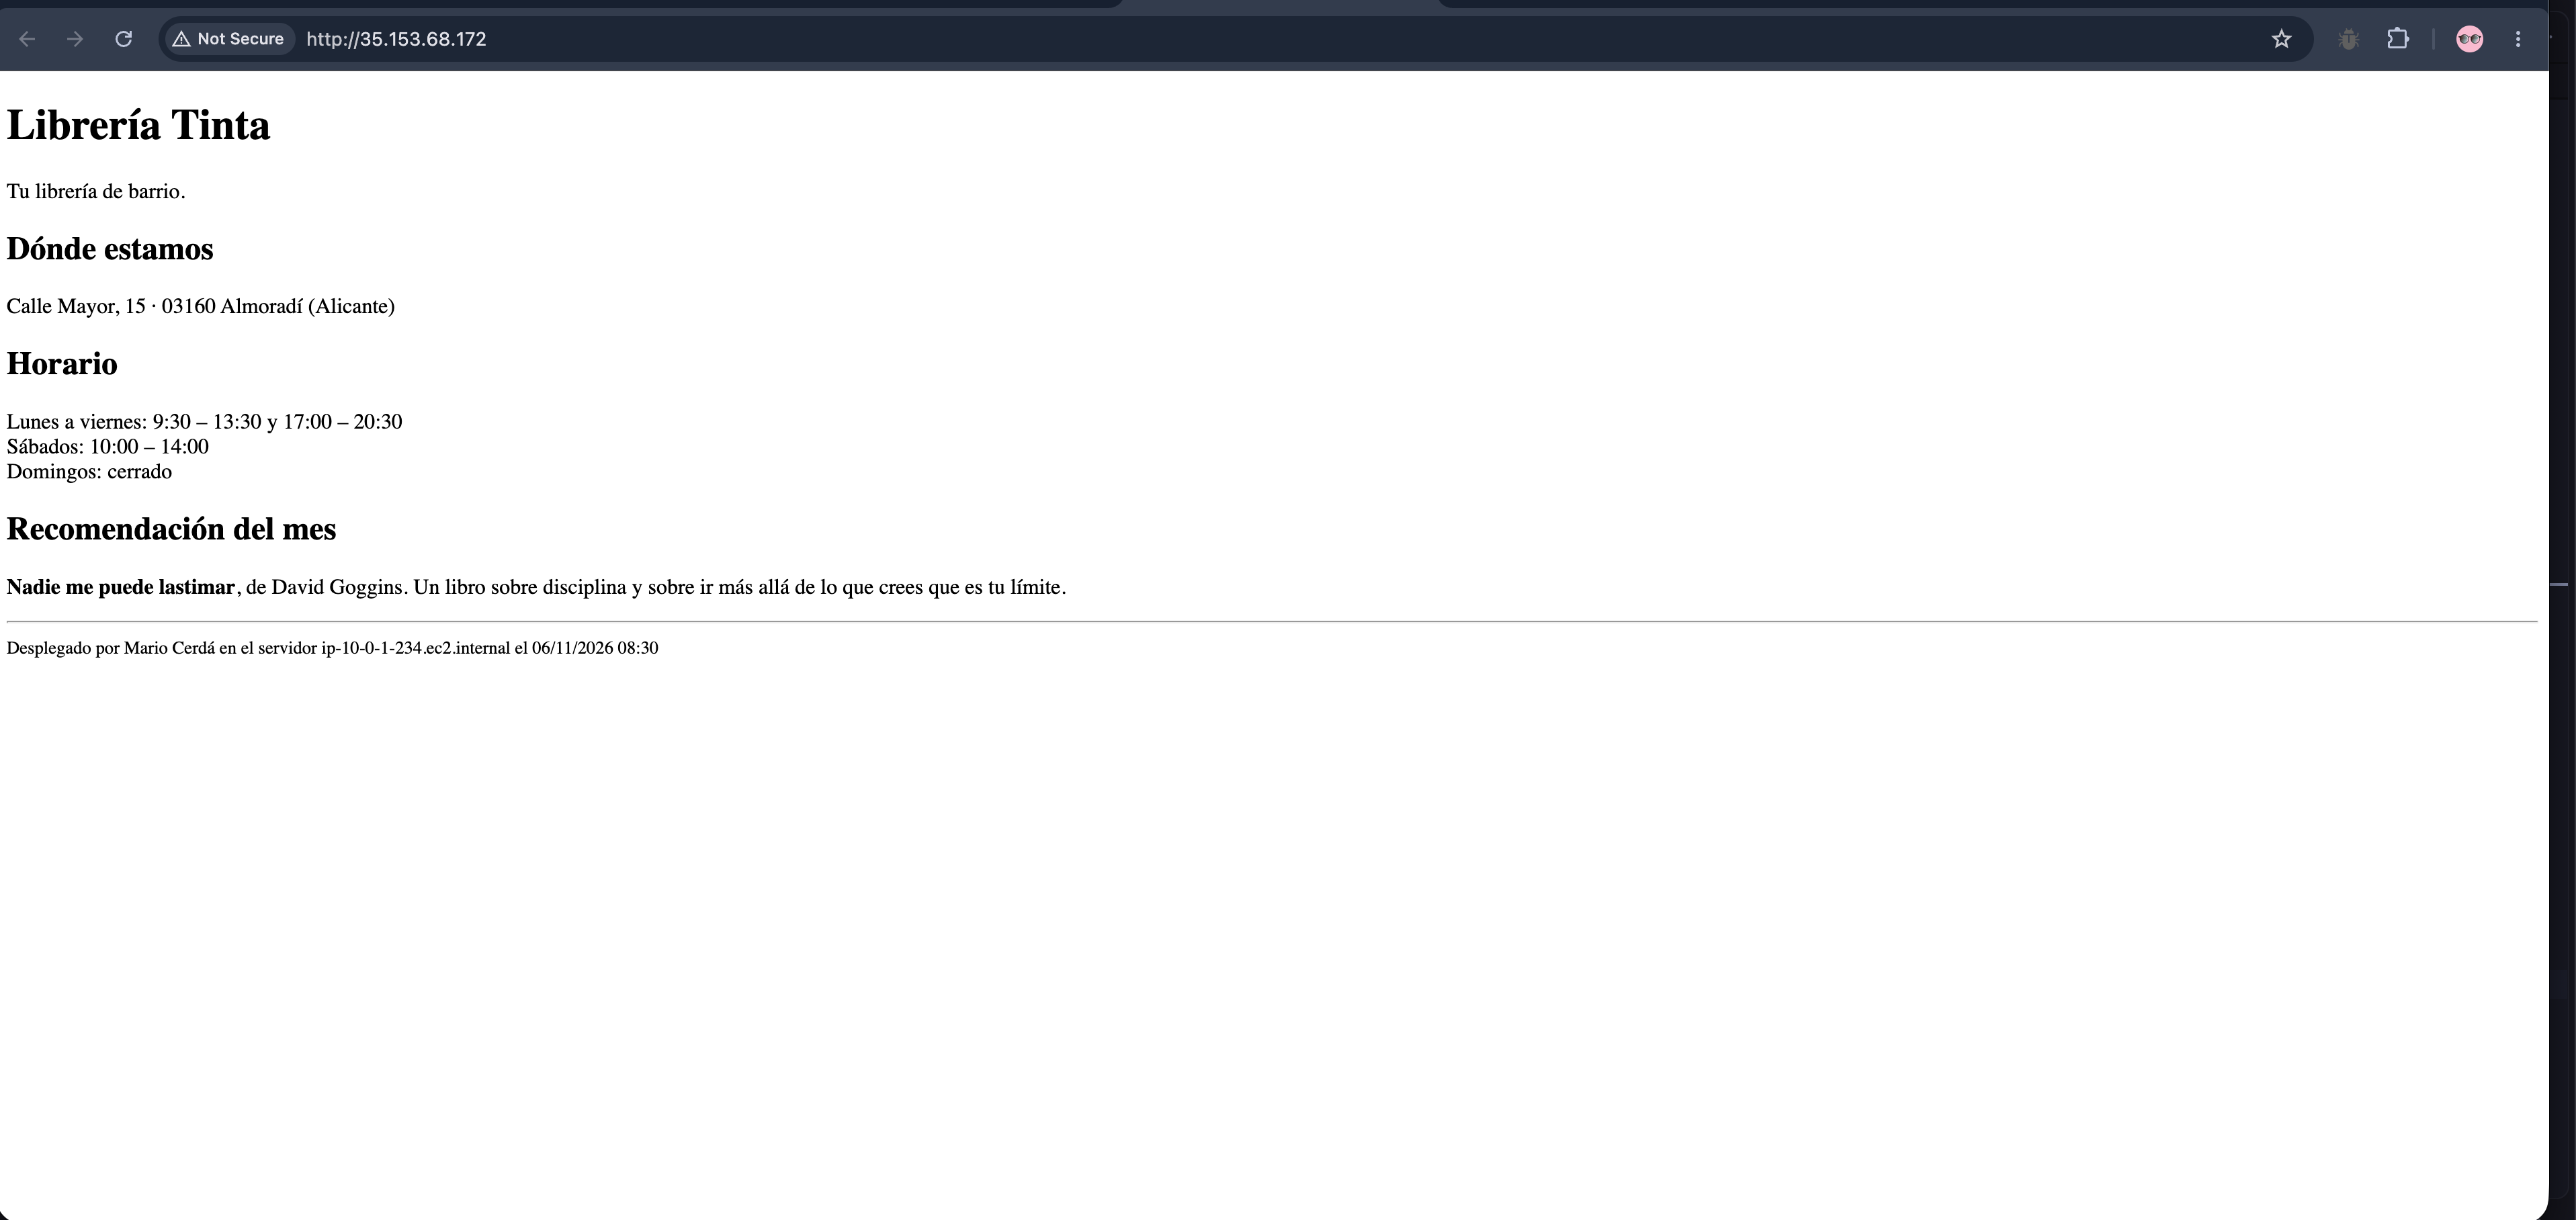 Not Secure http://35.153.68.172
Librería Tinta
Tu librería de barrio.
Dónde estamos
Calle Mayor, 15 · 03160 Almoradí (Alicante)
Horario
Lunes a viernes: 9:30 – 13:30 y 17:00 – 20:30
Sábados: 10:00 – 14:00
Domingos: cerrado
Recomendación del mes
Nadie me puede lastimar, de David Goggins. Un libro sobre disciplina y sobre ir más allá de lo que crees que es tu límite.
Desplegado por Mario Cerdá en el servidor ip-10-0-1-234.ec2.internal el 06/11/2026 08:30